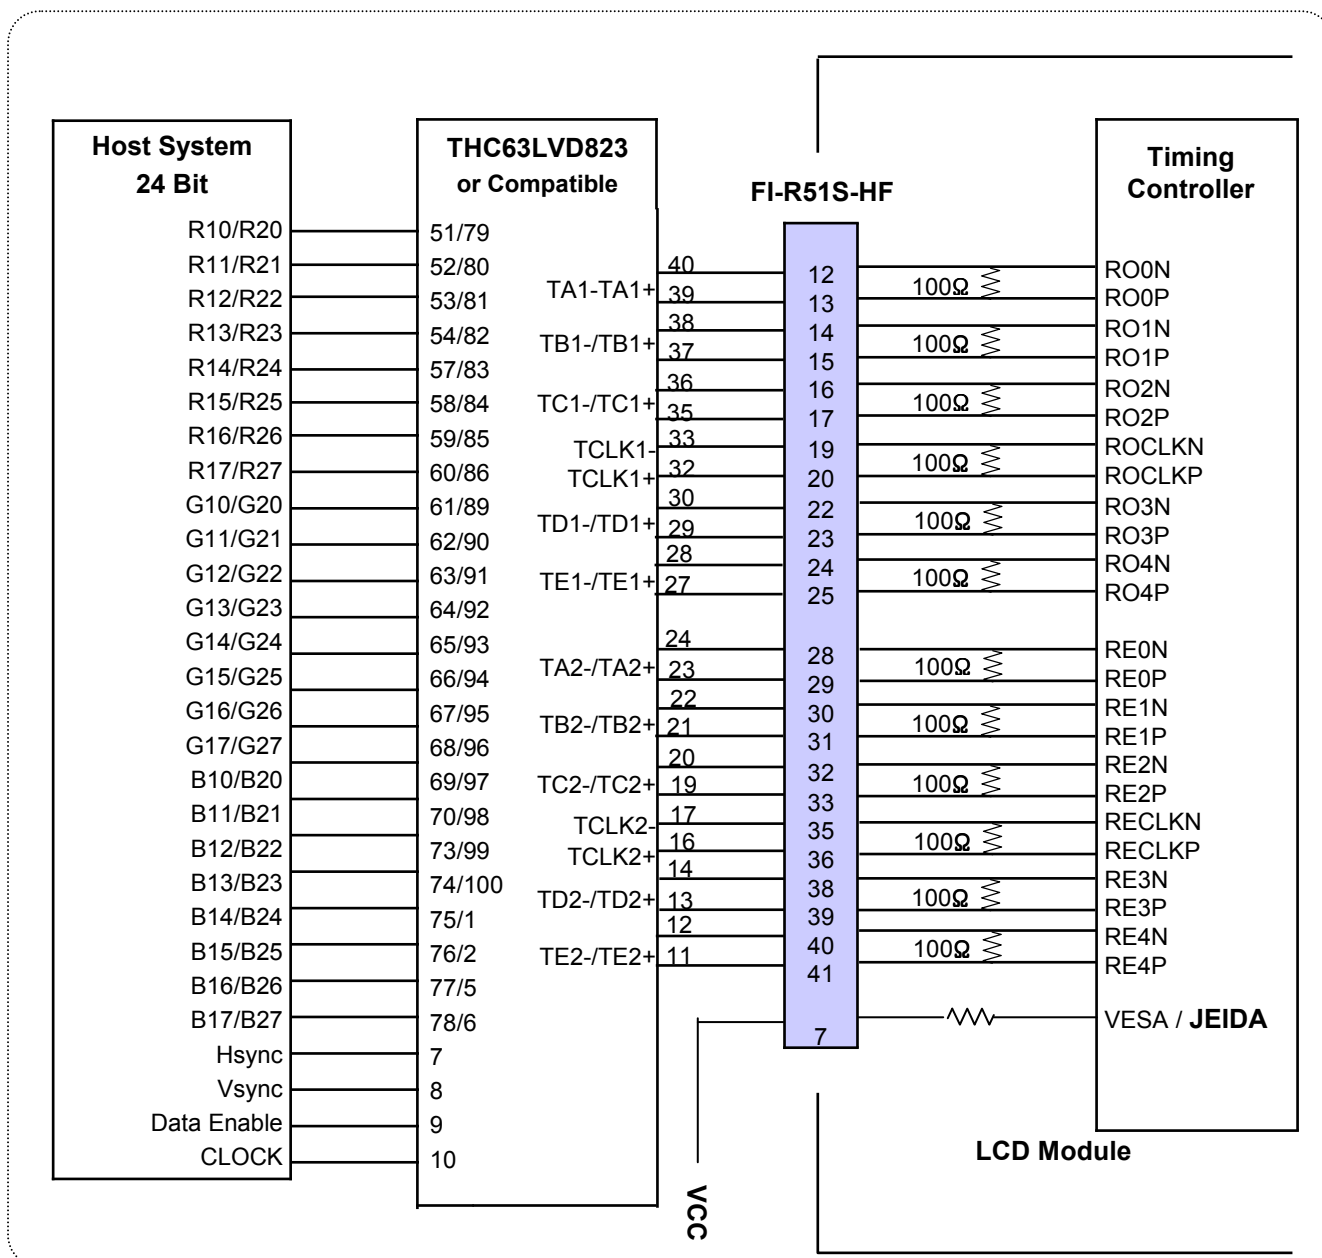 Host System
24 Bit
R10/R20
R11/R21
R12/R22
R13/R23
R14/R24
R15/R25
R16/R26
R17/R27
G10/G20
G11/G21
G12/G22
G13/G23
G14/G24
G15/G25
G16/G26
G17/G27
B10/B20
B11/B21
B12/B22
B13/B23
B14/B24
B15/B25
B16/B26
B17/B27
Hsync
Vsync
Data Enable
CLOCK
THC63LVD823
or Compatible
51/79
52/80
53/81
54/82
57/83
58/84
59/85
60/86
61/89
62/90
63/91
64/92
65/93
66/94
67/95
68/96
69/97
70/98
73/99
74/100
75/1
76/2
77/5
78/6
7
8
9
10
TA1-TA1+
TB1-/TB1+
TC1-/TC1+
TCLK1-
TCLK1+
TD1-/TD1+
TE1-/TE1+
TA2-/TA2+
TB2-/TB2+
TC2-/TC2+
TCLK2-
TCLK2+
TD2-/TD2+
TE2-/TE2+
40
39
38
37
36
35
33
32
30
29
28
27
24
23
22
21
20
19
17
16
14
13
12
11
VCC
FI-R51S-HF
12
13
14
15
16
17
19
20
22
23
24
25
28
29
30
31
32
33
35
36
38
39
40
41
7
100Ω
100Ω
100Ω
100Ω
100Ω
100Ω
100Ω
100Ω
100Ω
100Ω
100Ω
100Ω
Timing
Controller
RO0N
RO0P
RO1N
RO1P
RO2N
RO2P
ROCLKN
ROCLKP
RO3N
RO3P
RO4N
RO4P
RE0N
RE0P
RE1N
RE1P
RE2N
RE2P
RECLKN
RECLKP
RE3N
RE3P
RE4N
RE4P
VESA / JEIDA
LCD Module